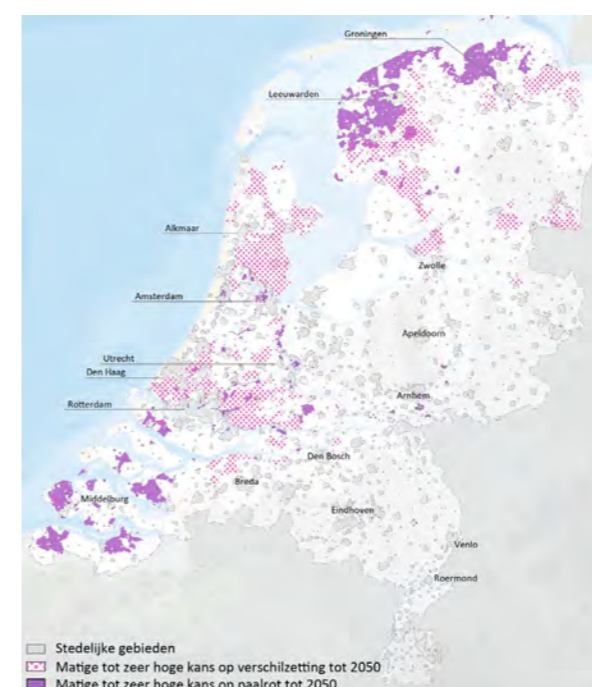 Groningen
Leeuwarden
Alkmaar
Zwolle
Amsterdam
Apeldoorn
Utrecht
Den Haag
Arnhem
Rotterdam
Den Bosch
Breda
Middelburg
Eindhoven
Venlo
Roermond
Stedelijke gebieden
Matige tot zeer hoge kans op verschilzetting tot 2050
Matige tot zeer hoge kans op paalrot tot 2050